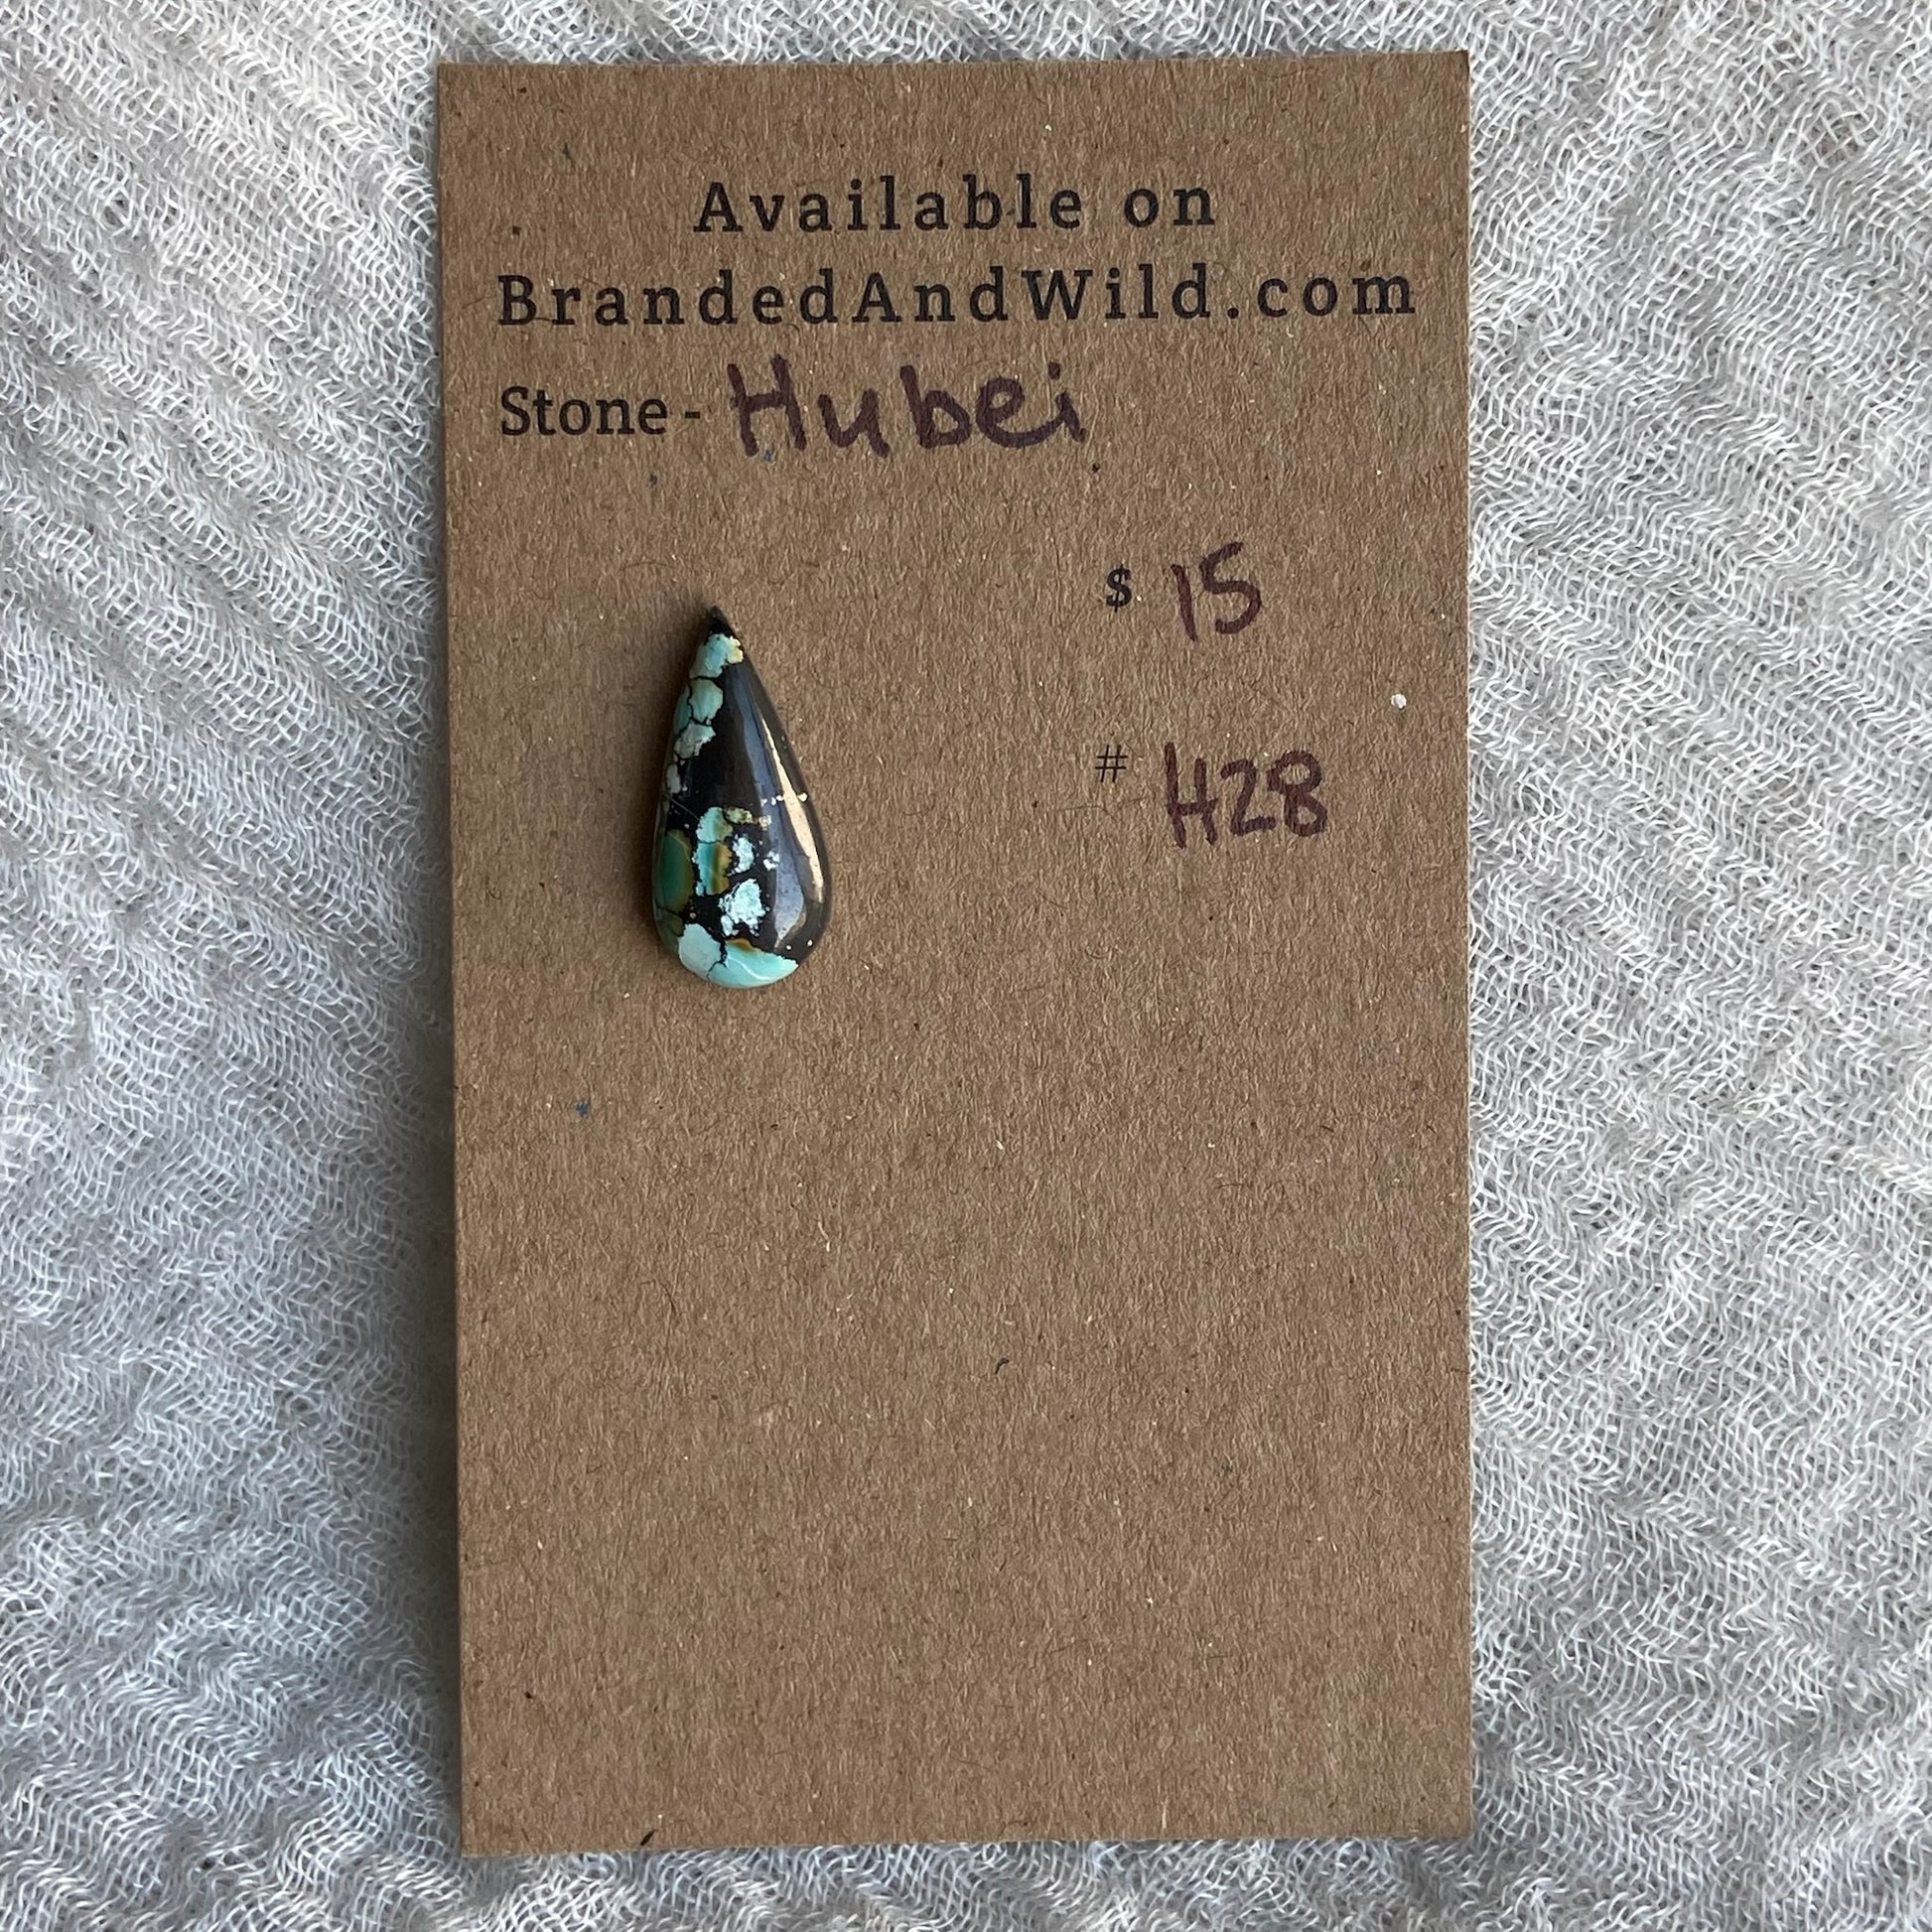 Available on
BrandedAndWild.com
Stone - Hubei
$ 15
# H28